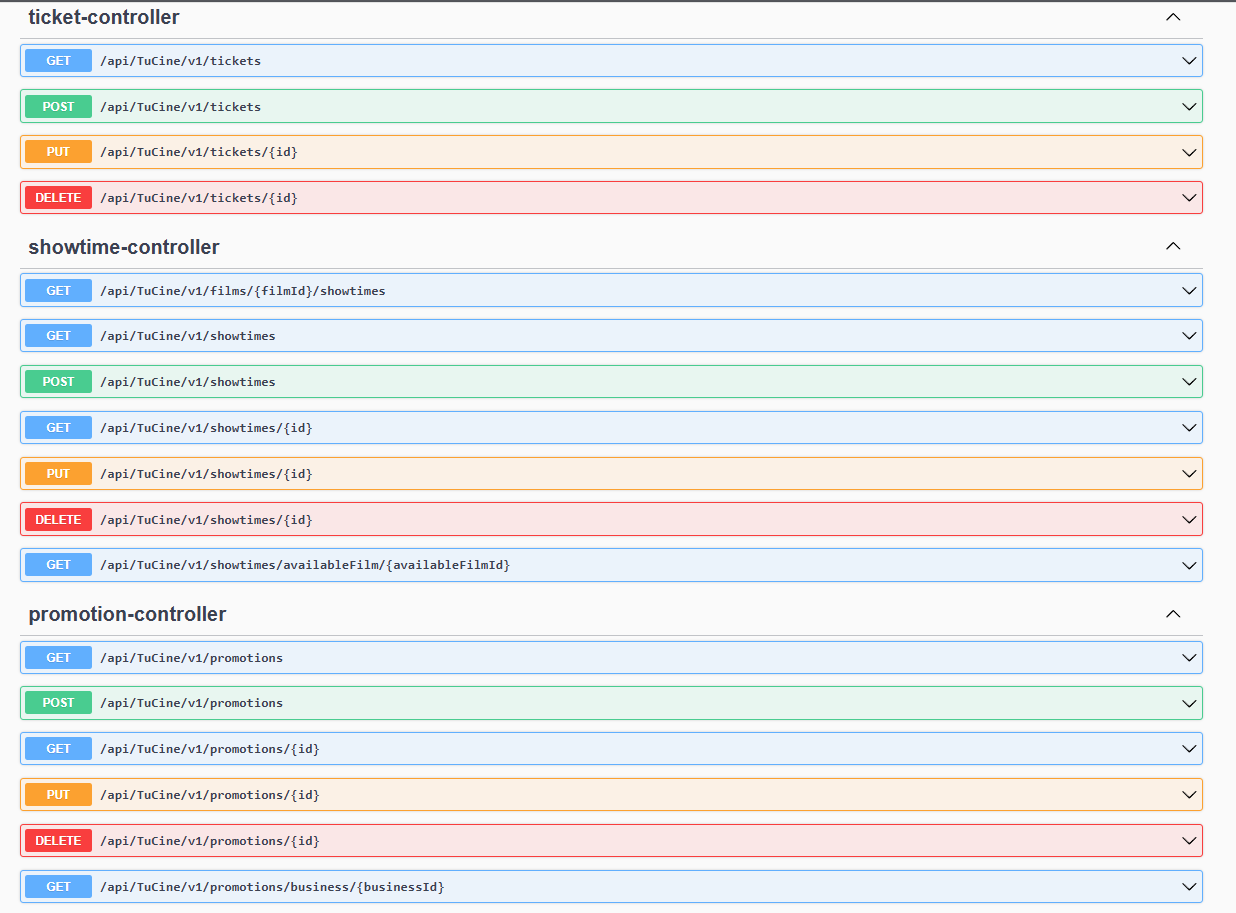 ticket-controller
GET /api/TuCine/v1/tickets
POST /api/TuCine/v1/tickets
PUT /api/TuCine/v1/tickets/{id}
DELETE /api/TuCine/v1/tickets/{id}
showtime-controller
GET /api/TuCine/v1/films/{filmId}/showtimes
GET /api/TuCine/v1/showtimes
POST /api/TuCine/v1/showtimes
GET /api/TuCine/v1/showtimes/{id}
PUT /api/TuCine/v1/showtimes/{id}
DELETE /api/TuCine/v1/showtimes/{id}
GET /api/TuCine/v1/showtimes/availableFilm/{availableFilmId}
promotion-controller
GET /api/TuCine/v1/promotions
POST /api/TuCine/v1/promotions
GET /api/TuCine/v1/promotions/{id}
PUT /api/TuCine/v1/promotions/{id}
DELETE /api/TuCine/v1/promotions/{id}
GET /api/TuCine/v1/promotions/business/{businessId}